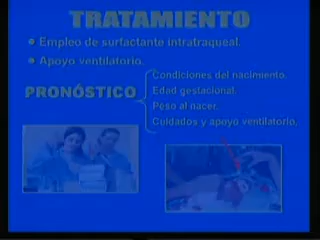 TRATAMIENTO
Empleo de surfactante intratraqueal.
Apoyo ventilatorio.
PRONÓSTICO
Condiciones del nacimiento.
Edad gestacional.
Peso al nacer.
Cuidados y apoyo ventilatorio.